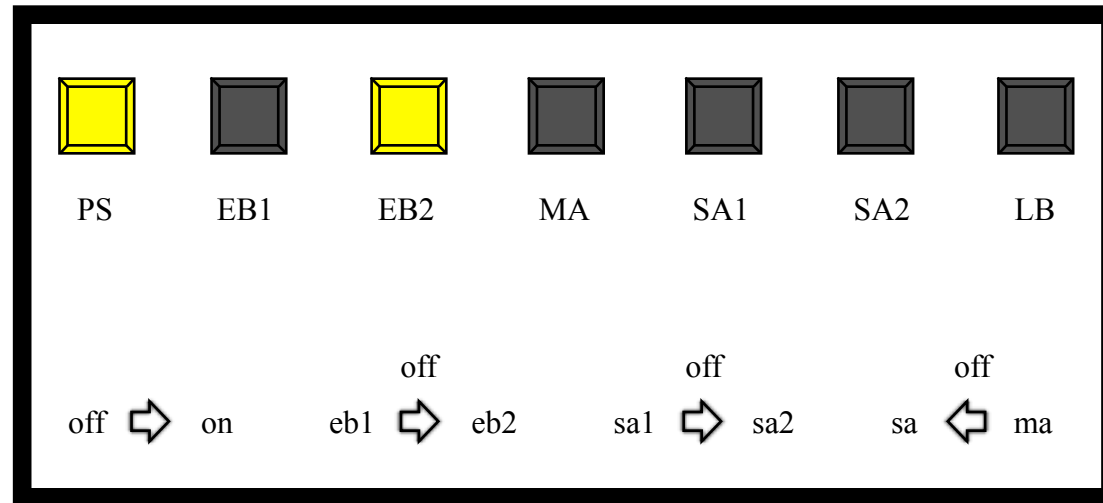 PS EB1 EB2 MA SA1 SA2 LB
off off off
off on eb1 eb2 sa1 sa2 sa ma